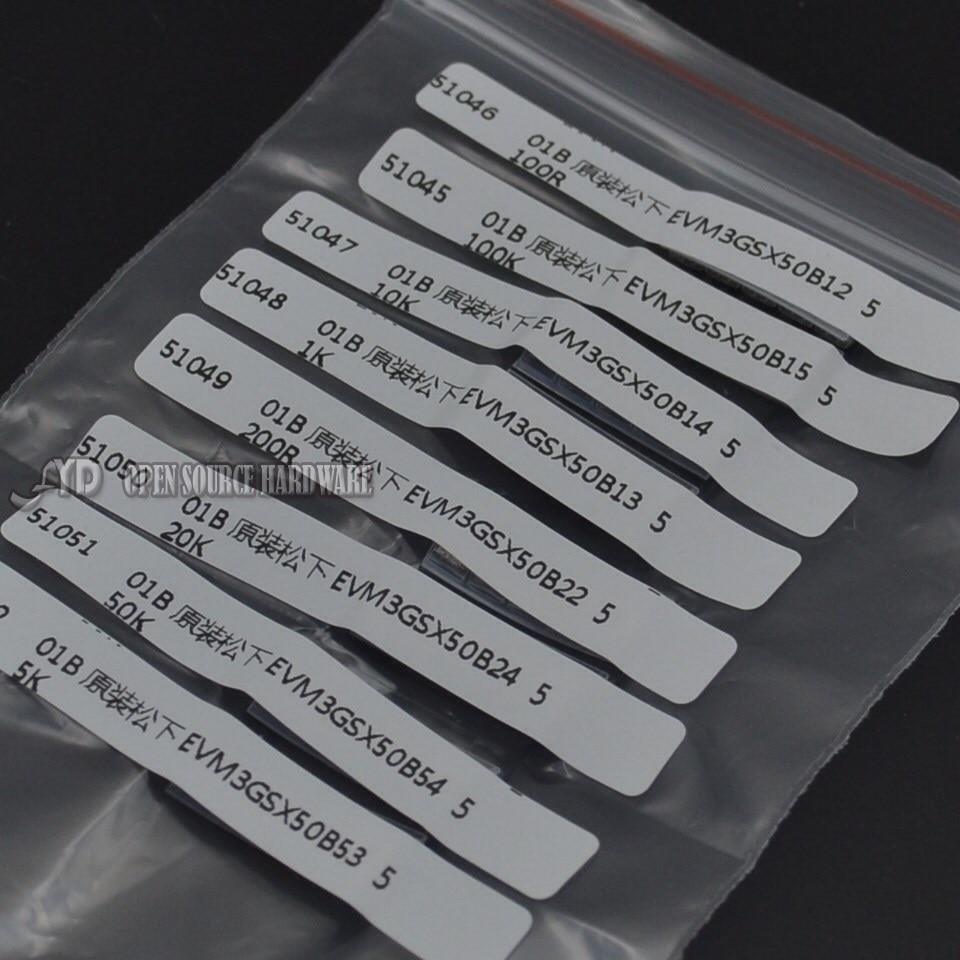 51046 01B 原装松下 EVM3GSX50B12 5
100R
51045 01B 原装松下 EVM3GSX50B15 5
100K
51047 01B 原装松下 EVM3GSX50B14 5
10K
51048 01B 原装松下 EVM3GSX50B13 5
1K
51049 01B 原装松下 EVM3GSX50B22 5
200R
5105 01B 原装松下 EVM3GSX50B24 5
20K
51051 01B 原装松下 EVM3GSX50B54 5
50K
01B 原装松下 EVM3GSX50B53 5
5K
YD OPEN SOURCE HARDWARE